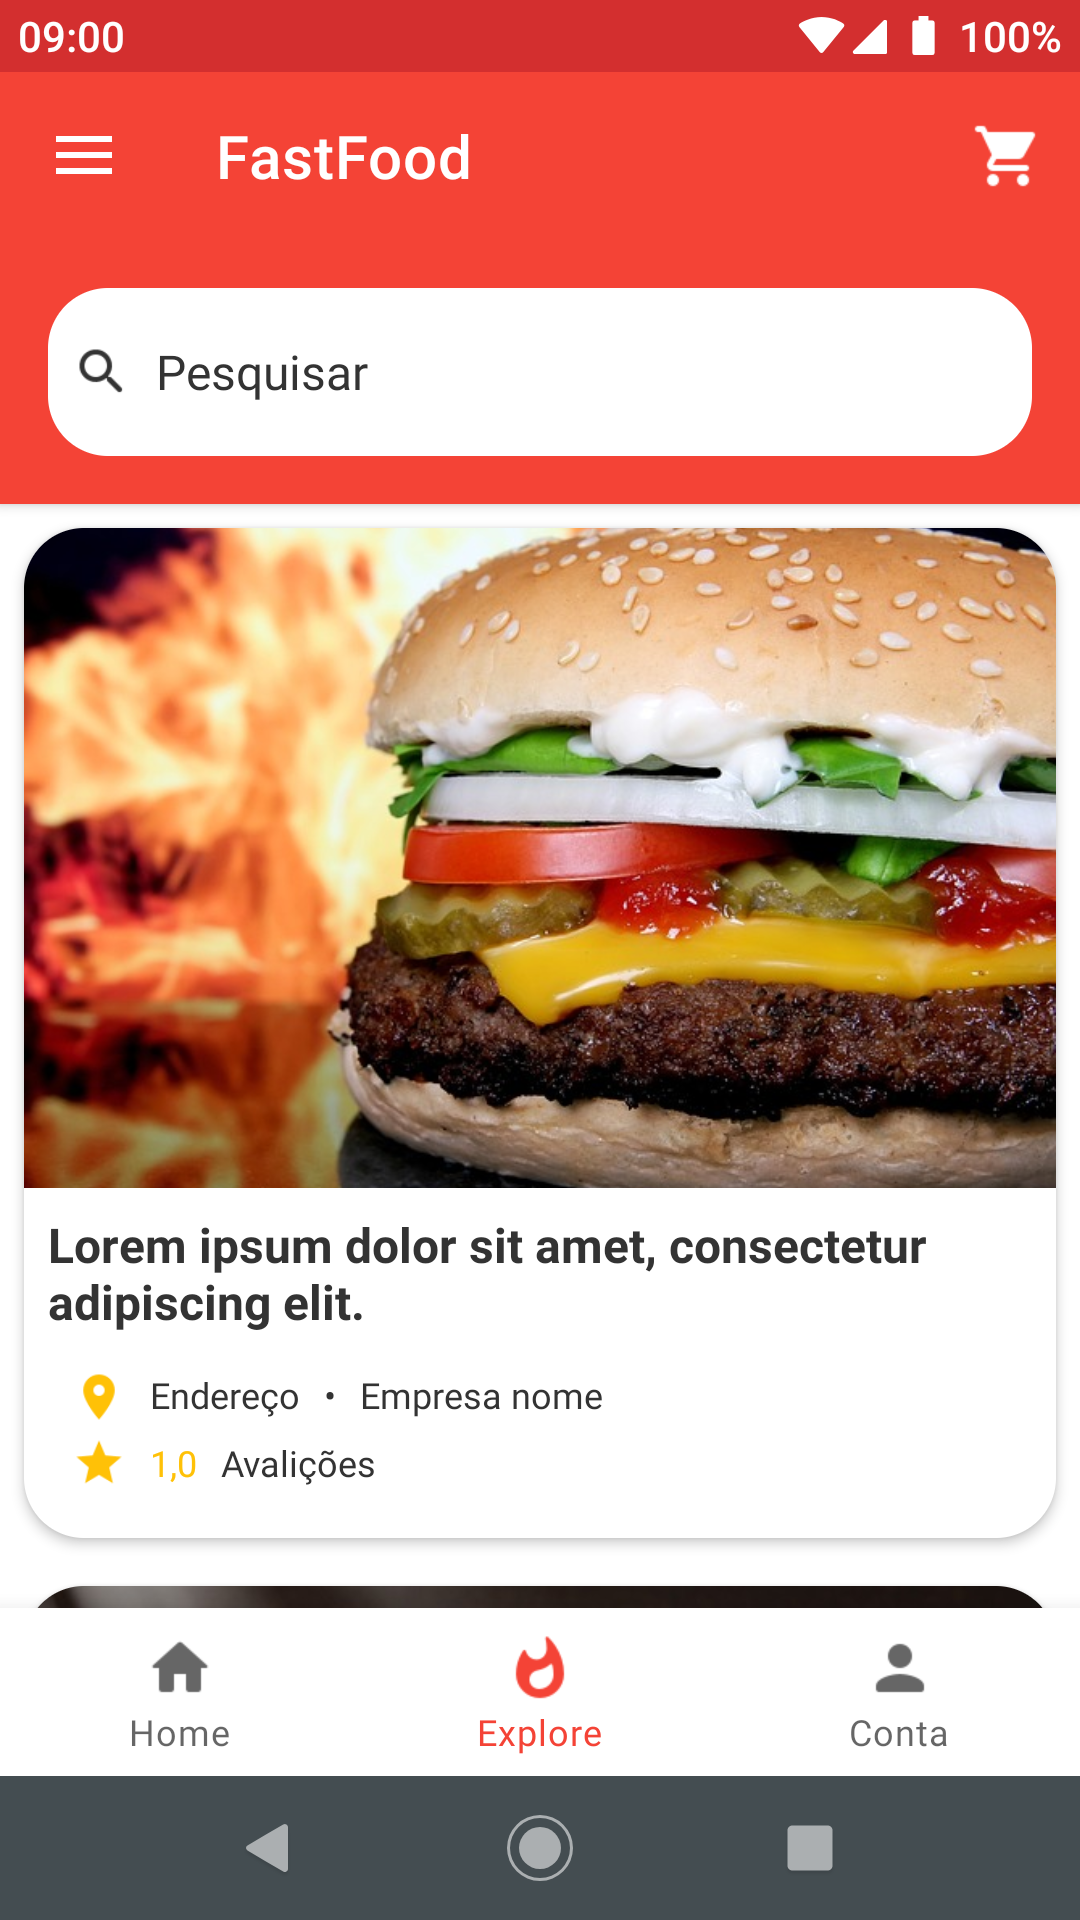 09:00 100%
FastFood
Pesquisar
Lorem ipsum dolor sit amet, consectetur
adipiscing elit.
Endereço • Empresa nome
1,0 Avalições
Home Explore Conta